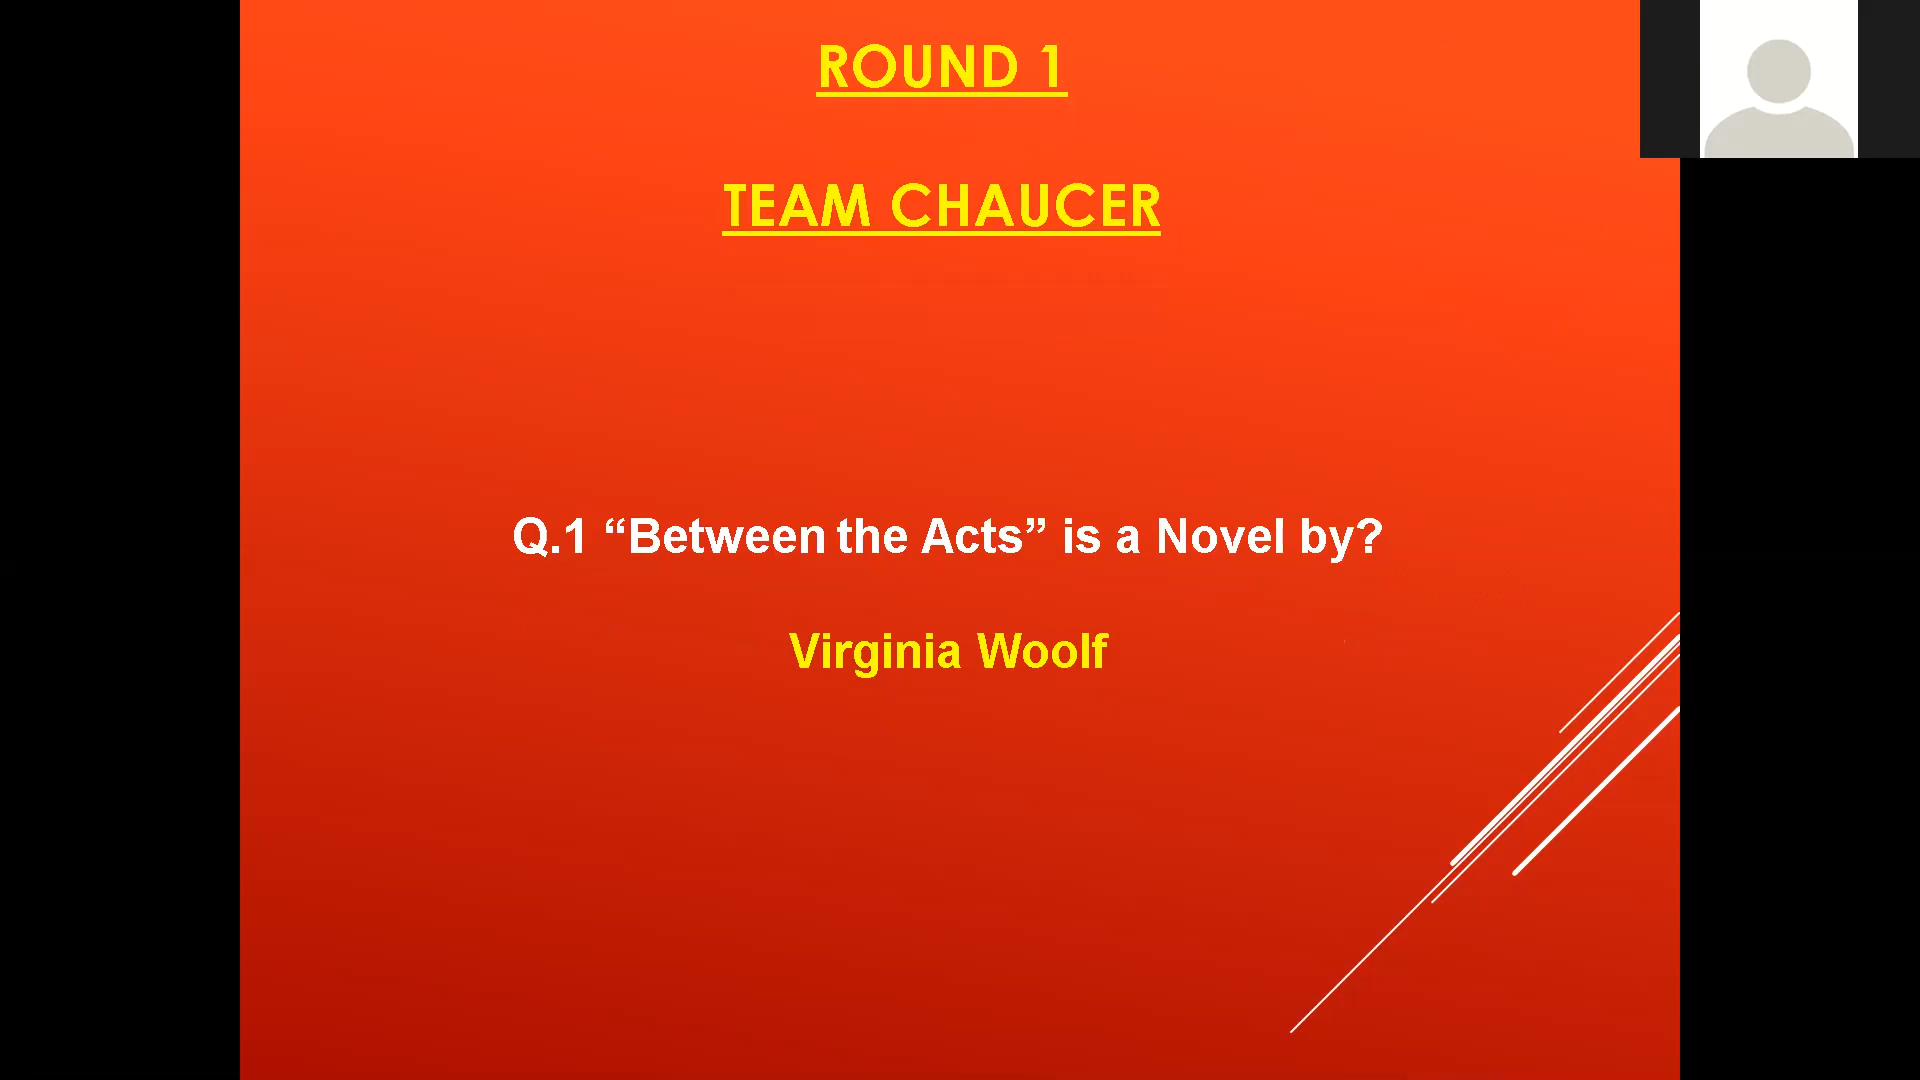 ROUND 1
TEAM CHAUCER
Q.1 “Between the Acts” is a Novel by?
Virginia Woolf